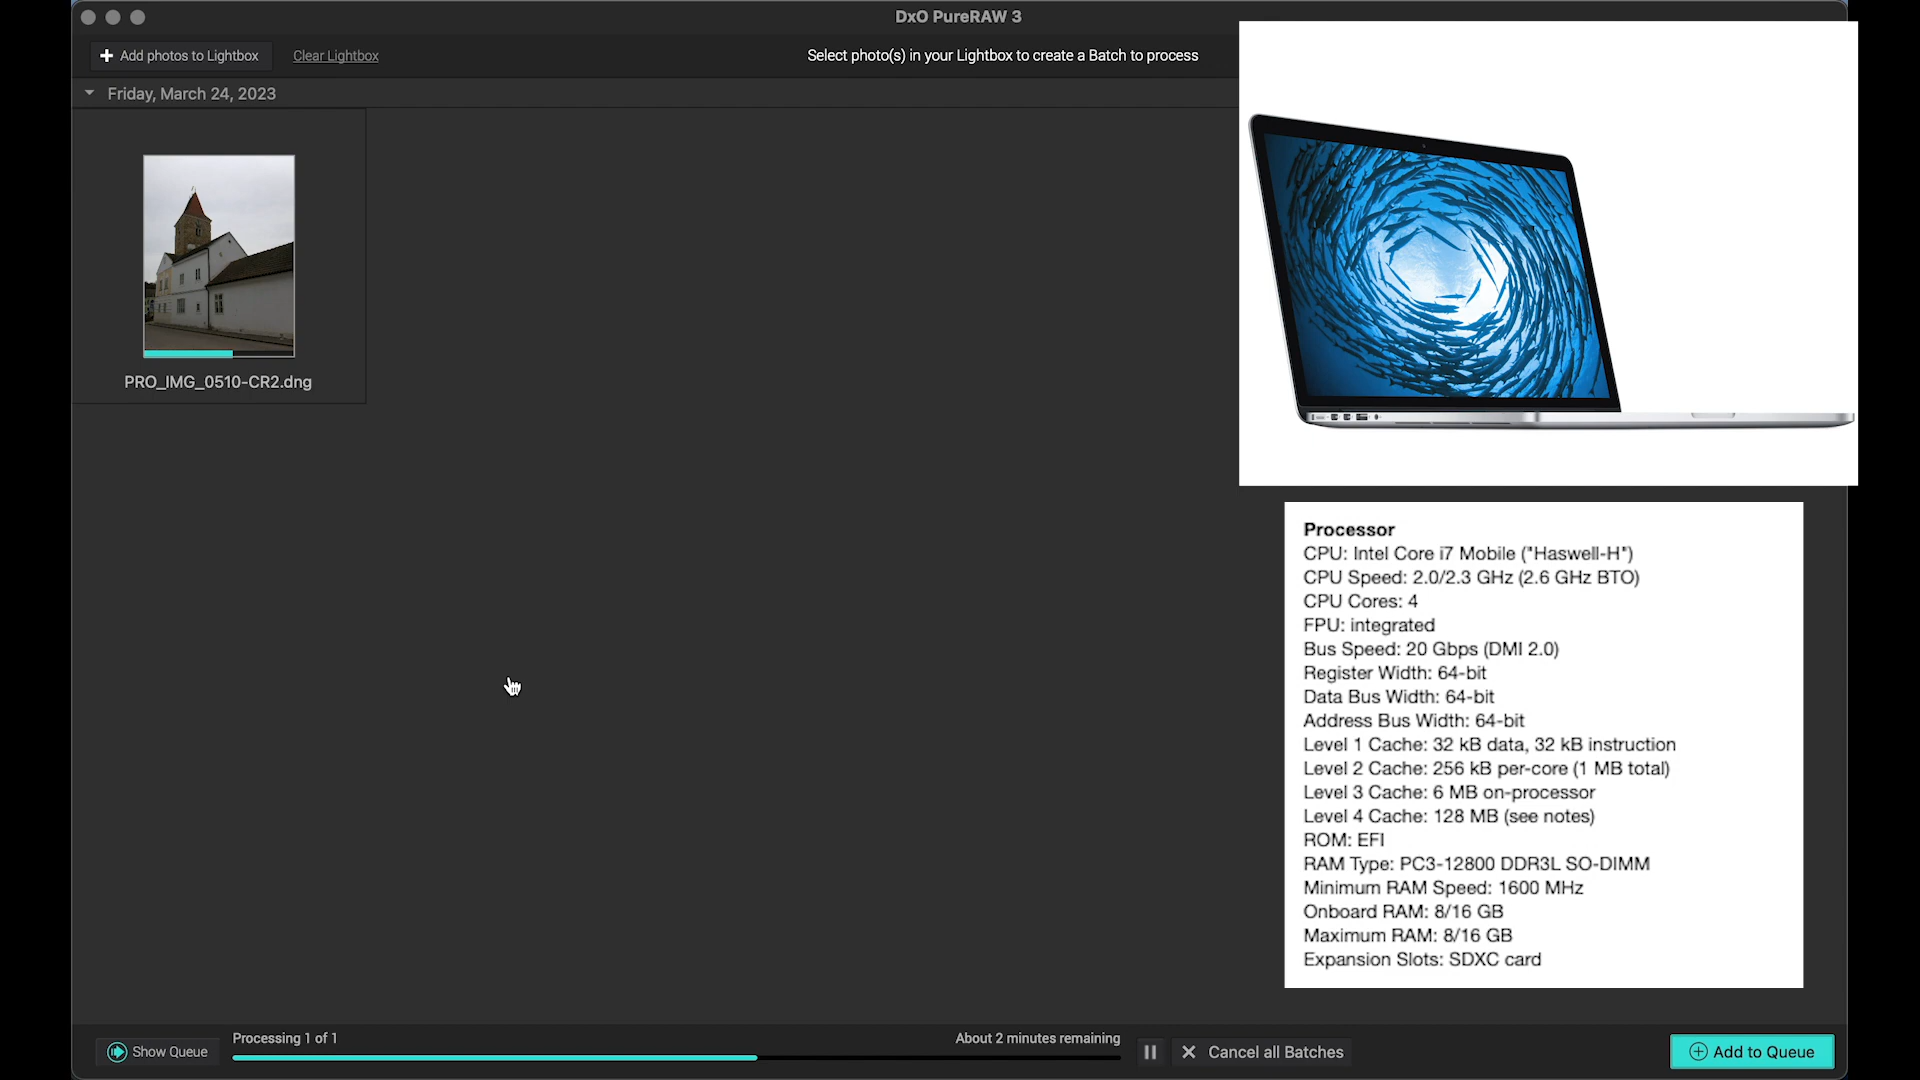 DxO PureRAW 3
Add photos to Lightbox
Clear Lightbox
Select photo(s) in your Lightbox to create a Batch to process
Friday, March 24, 2023
PRO_IMG_0510-CR2.dng
Processor
CPU: Intel Core i7 Mobile ("Haswell-H")
CPU Speed: 2.0/2.3 GHz (2.6 GHz BTO)
CPU Cores: 4
FPU: integrated
Bus Speed: 20 Gbps (DMI 2.0)
Register Width: 64-bit
Data Bus Width: 64-bit
Address Bus Width: 64-bit
Level 1 Cache: 32 kB data, 32 kB instruction
Level 2 Cache: 256 kB per-core (1 MB total)
Level 3 Cache: 6 MB on-processor
Level 4 Cache: 128 MB (see notes)
ROM: EFI
RAM Type: PC3-12800 DDR3L SO-DIMM
Minimum RAM Speed: 1600 MHz
Onboard RAM: 8/16 GB
Maximum RAM: 8/16 GB
Expansion Slots: SDXC card
Show Queue
Processing 1 of 1
About 2 minutes remaining
Cancel all Batches
Add to Queue